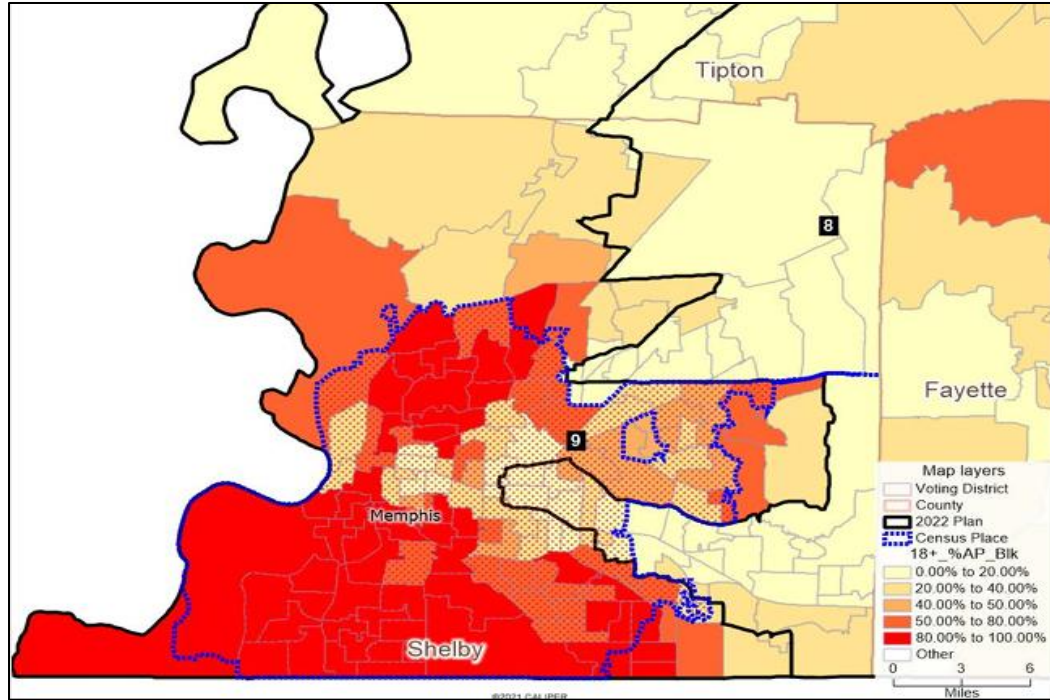 Tipton
8
Fayette
9
Memphis
Shelby
Map layers
Voting District
County
2022 Plan
Census Place
18+_%AP_Blk
0.00% to 20.00%
20.00% to 40.00%
40.00% to 50.00%
50.00% to 80.00%
80.00% to 100.00%
Other
0 3 6
Miles
©2021 CALIPER